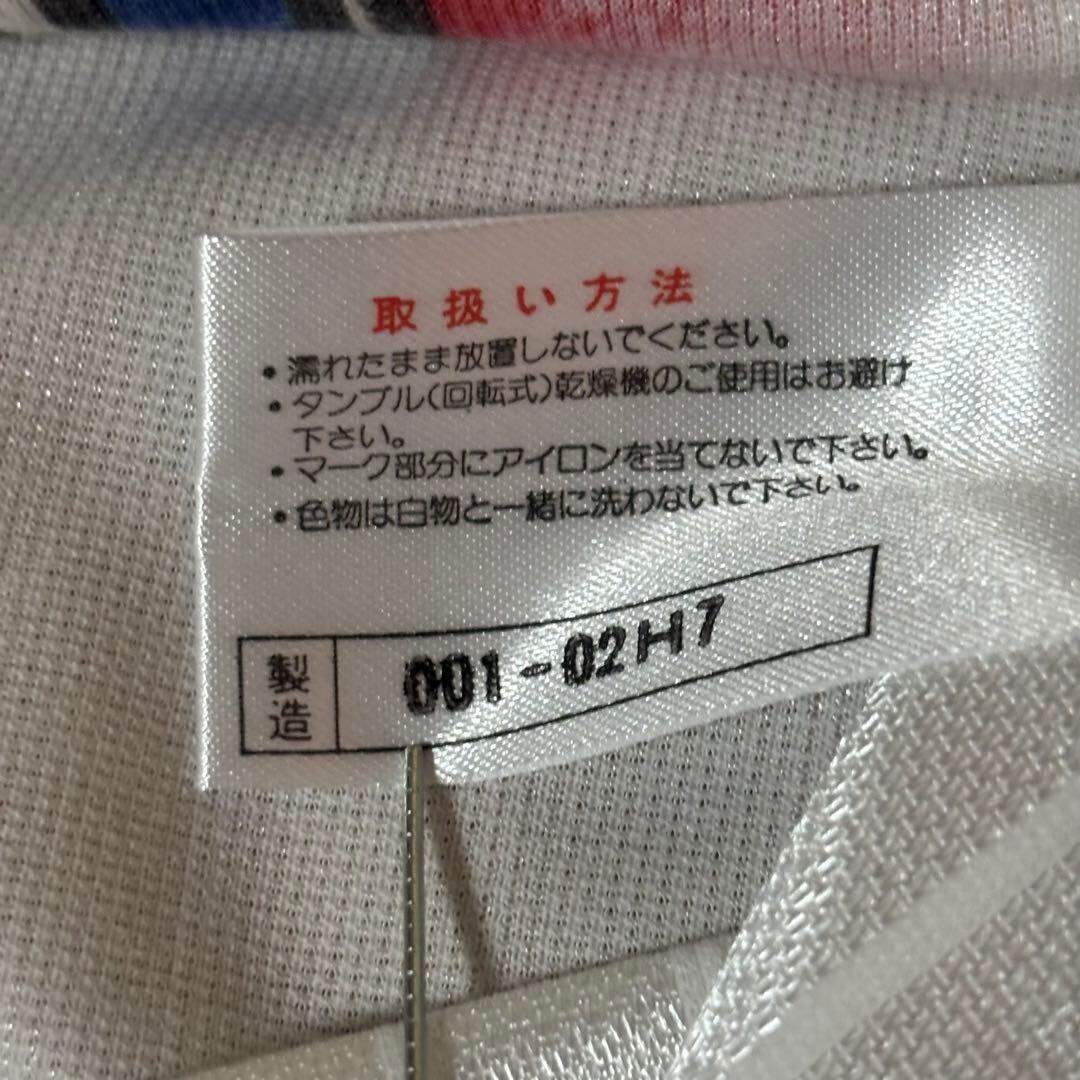 取扱い方法
・濡れたまま放置しないでください。
・タンブル(回転式)乾燥機のご使用はお避け
下さい。
・マーク部分にアイロンを当てないで下さい。
・色物は白物と一緒に洗わないで下さい。
製造 001-02H7